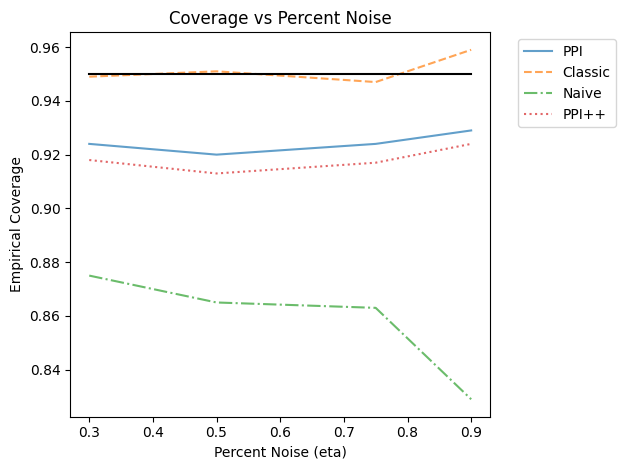 Coverage vs Percent Noise
Empirical Coverage
0.96
0.94
0.92
0.90
0.88
0.86
0.84
0.3 0.4 0.5 0.6 0.7 0.8 0.9
Percent Noise (eta)
PPI
Classic
Naive
PPI++